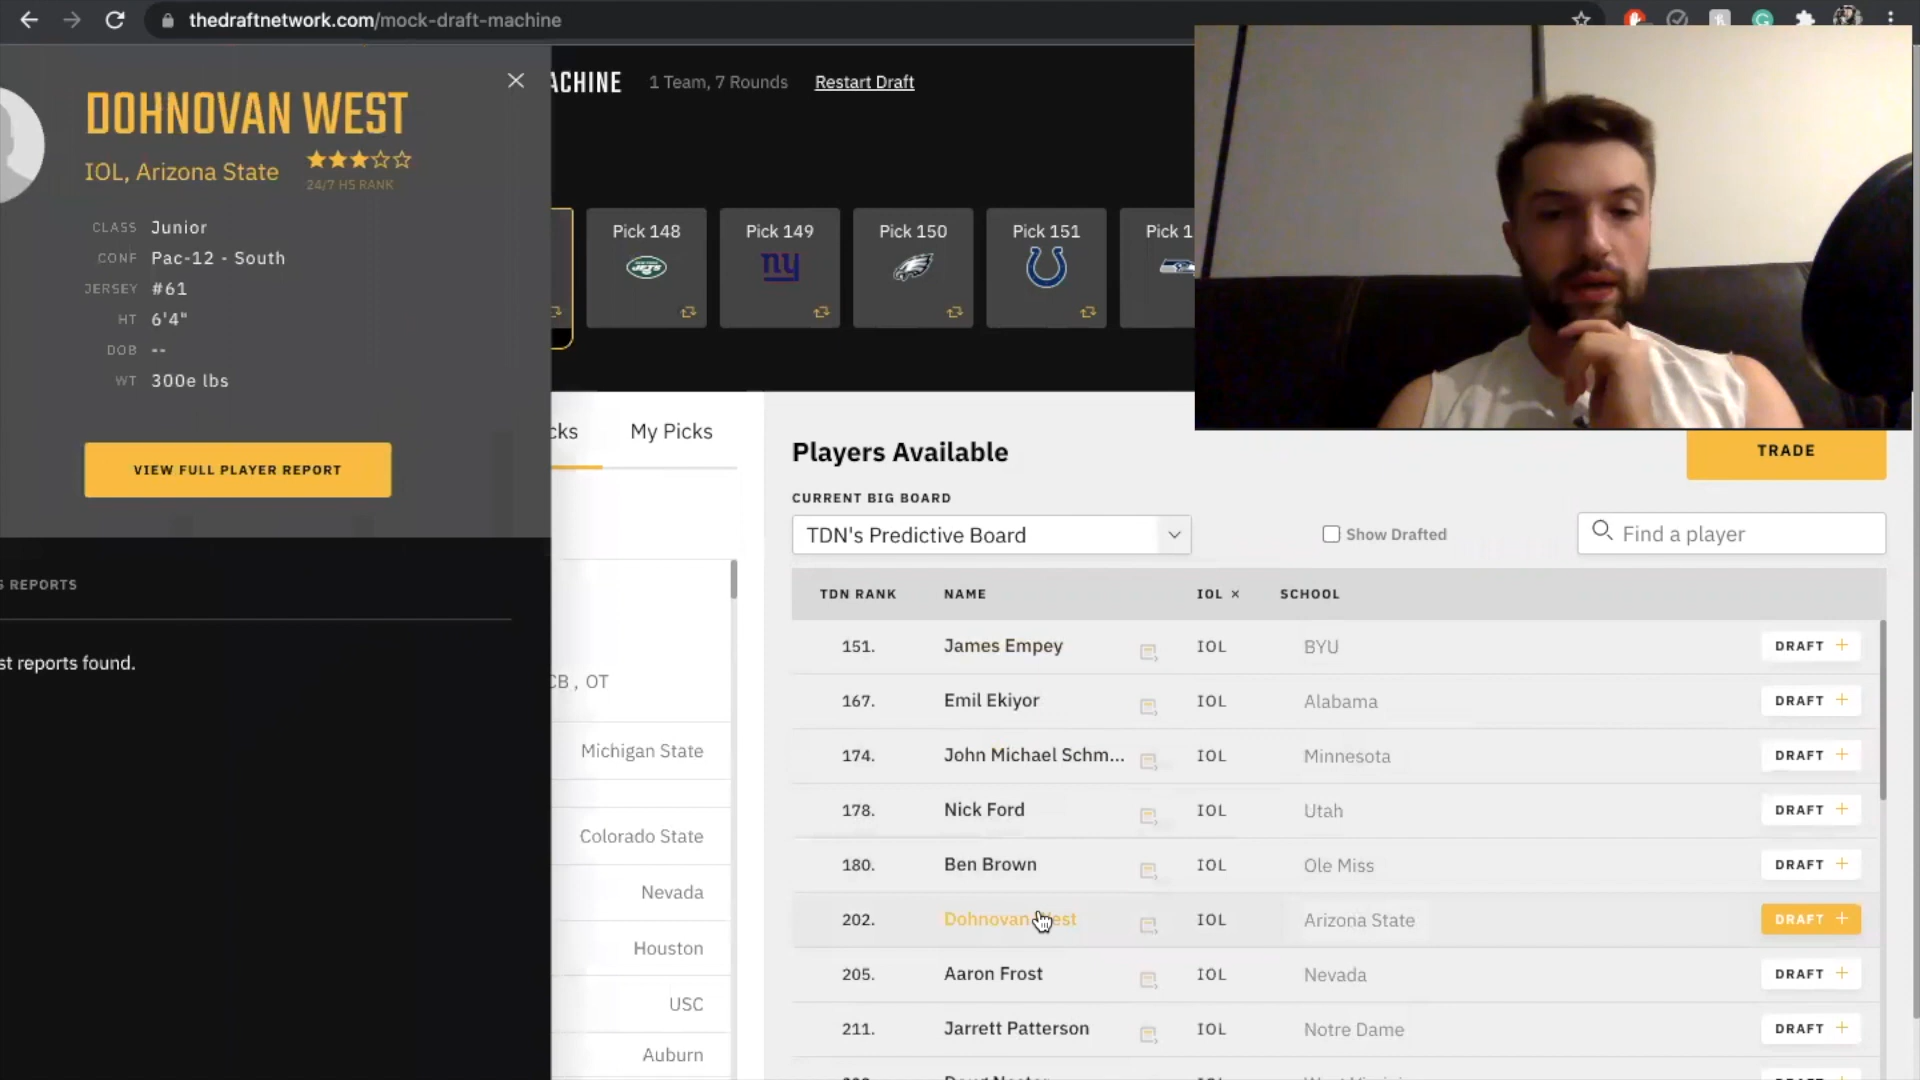 thedraftnetwork.com/mock-draft-machine
DOHNOVAN WEST
IOL, Arizona State
24/7 HS RANK
CLASS Junior
CONF Pac-12 - South
JERSEY #61
HT 6'4"
DOB --
WT 300e lbs
VIEW FULL PLAYER REPORT
S REPORTS
st reports found.
ACHINE
1 Team, 7 Rounds
Restart Draft
Pick 148
Pick 149
Pick 150
Pick 151
Pick 1
JETS
ny
cks
My Picks
CB, OT
Michigan State
Colorado State
Nevada
Houston
USC
Auburn
Players Available
TRADE
CURRENT BIG BOARD
TDN's Predictive Board
Show Drafted
Find a player
TDN RANK NAME IOL × SCHOOL
151. James Empey IOL BYU DRAFT +
167. Emil Ekiyor IOL Alabama DRAFT +
174. John Michael Schm... IOL Minnesota DRAFT +
178. Nick Ford IOL Utah DRAFT +
180. Ben Brown IOL Ole Miss DRAFT +
202. Dohnovan West IOL Arizona State DRAFT +
205. Aaron Frost IOL Nevada DRAFT +
211. Jarrett Patterson IOL Notre Dame DRAFT +